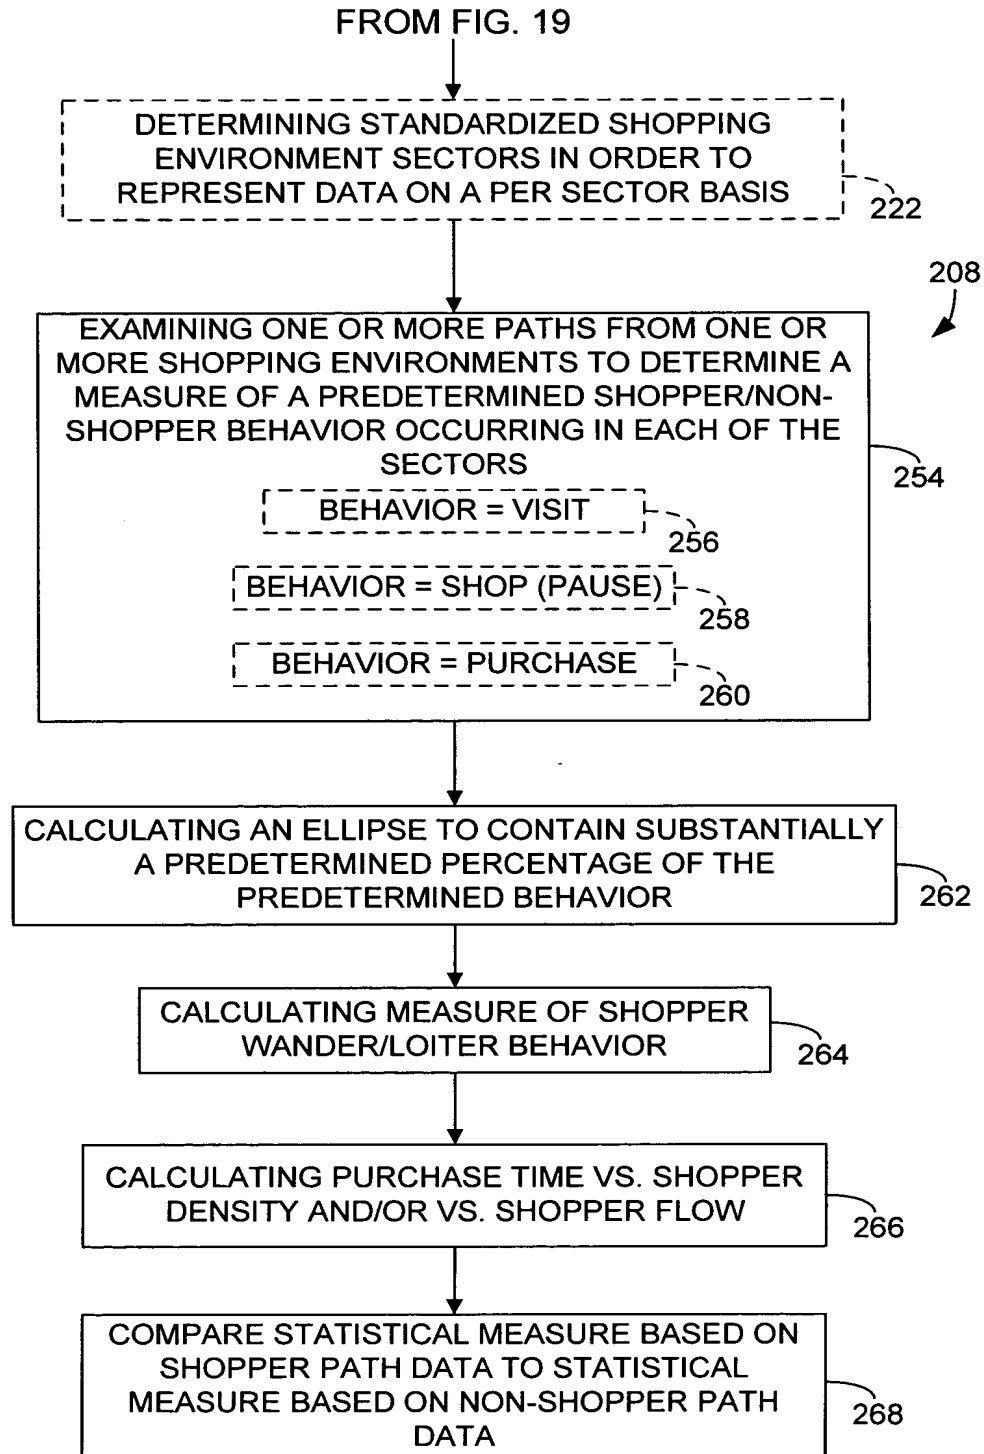 FROM FIG. 19
DETERMINING STANDARDIZED SHOPPING
ENVIRONMENT SECTORS IN ORDER TO
REPRESENT DATA ON A PER SECTOR BASIS
222
208
EXAMINING ONE OR MORE PATHS FROM ONE OR
MORE SHOPPING ENVIRONMENTS TO DETERMINE A
MEASURE OF A PREDETERMINED SHOPPER/NON-
SHOPPER BEHAVIOR OCCURRING IN EACH OF THE
SECTORS
254
BEHAVIOR = VISIT
256
BEHAVIOR = SHOP (PAUSE)
258
BEHAVIOR = PURCHASE
260
CALCULATING AN ELLIPSE TO CONTAIN SUBSTANTIALLY
A PREDETERMINED PERCENTAGE OF THE
PREDETERMINED BEHAVIOR
262
CALCULATING MEASURE OF SHOPPER
WANDER/LOITER BEHAVIOR
264
CALCULATING PURCHASE TIME VS. SHOPPER
DENSITY AND/OR VS. SHOPPER FLOW
266
COMPARE STATISTICAL MEASURE BASED ON
SHOPPER PATH DATA TO STATISTICAL
MEASURE BASED ON NON-SHOPPER PATH
DATA
268